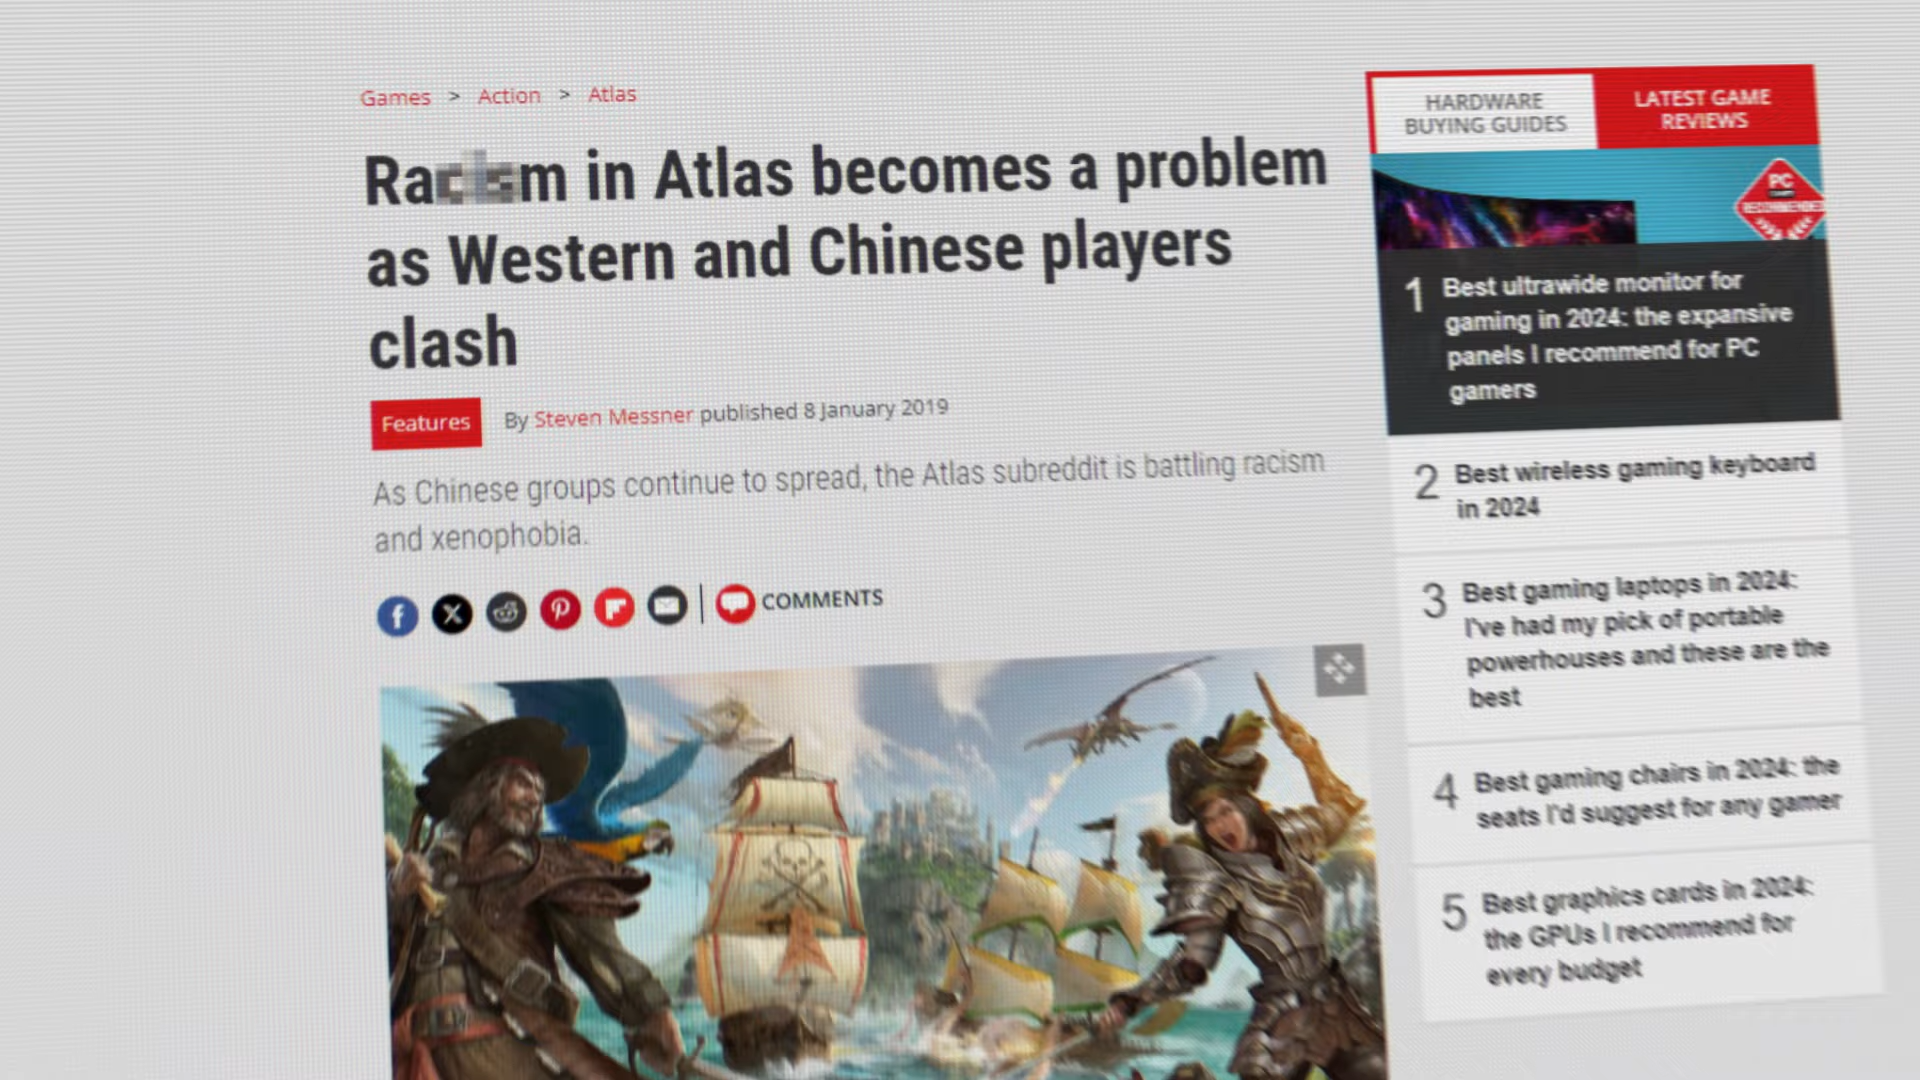 Games > Action > Atlas
in Atlas becomes a problem
as Western and Chinese players
clash
Features By Steven Messner published 8 January 2019
As Chinese groups continue to spread, the Atlas subreddit is battling racism
and xenophobia.
COMMENTS
HARDWARE
BUYING GUIDES
LATEST GAME
REVIEWS
PC
1 Best ultrawide monitor for
gaming in 2024: the expansive
panels I recommend for PC
gamers
2 Best wireless gaming keyboard
in 2024
3 Best gaming laptops in 2024:
I've had my pick of portable
powerhouses and these are the
best
4 Best gaming chairs in 2024: the
seats I'd suggest for any gamer
5 Best graphics cards in 2024:
the GPUs I recommend for
every budget